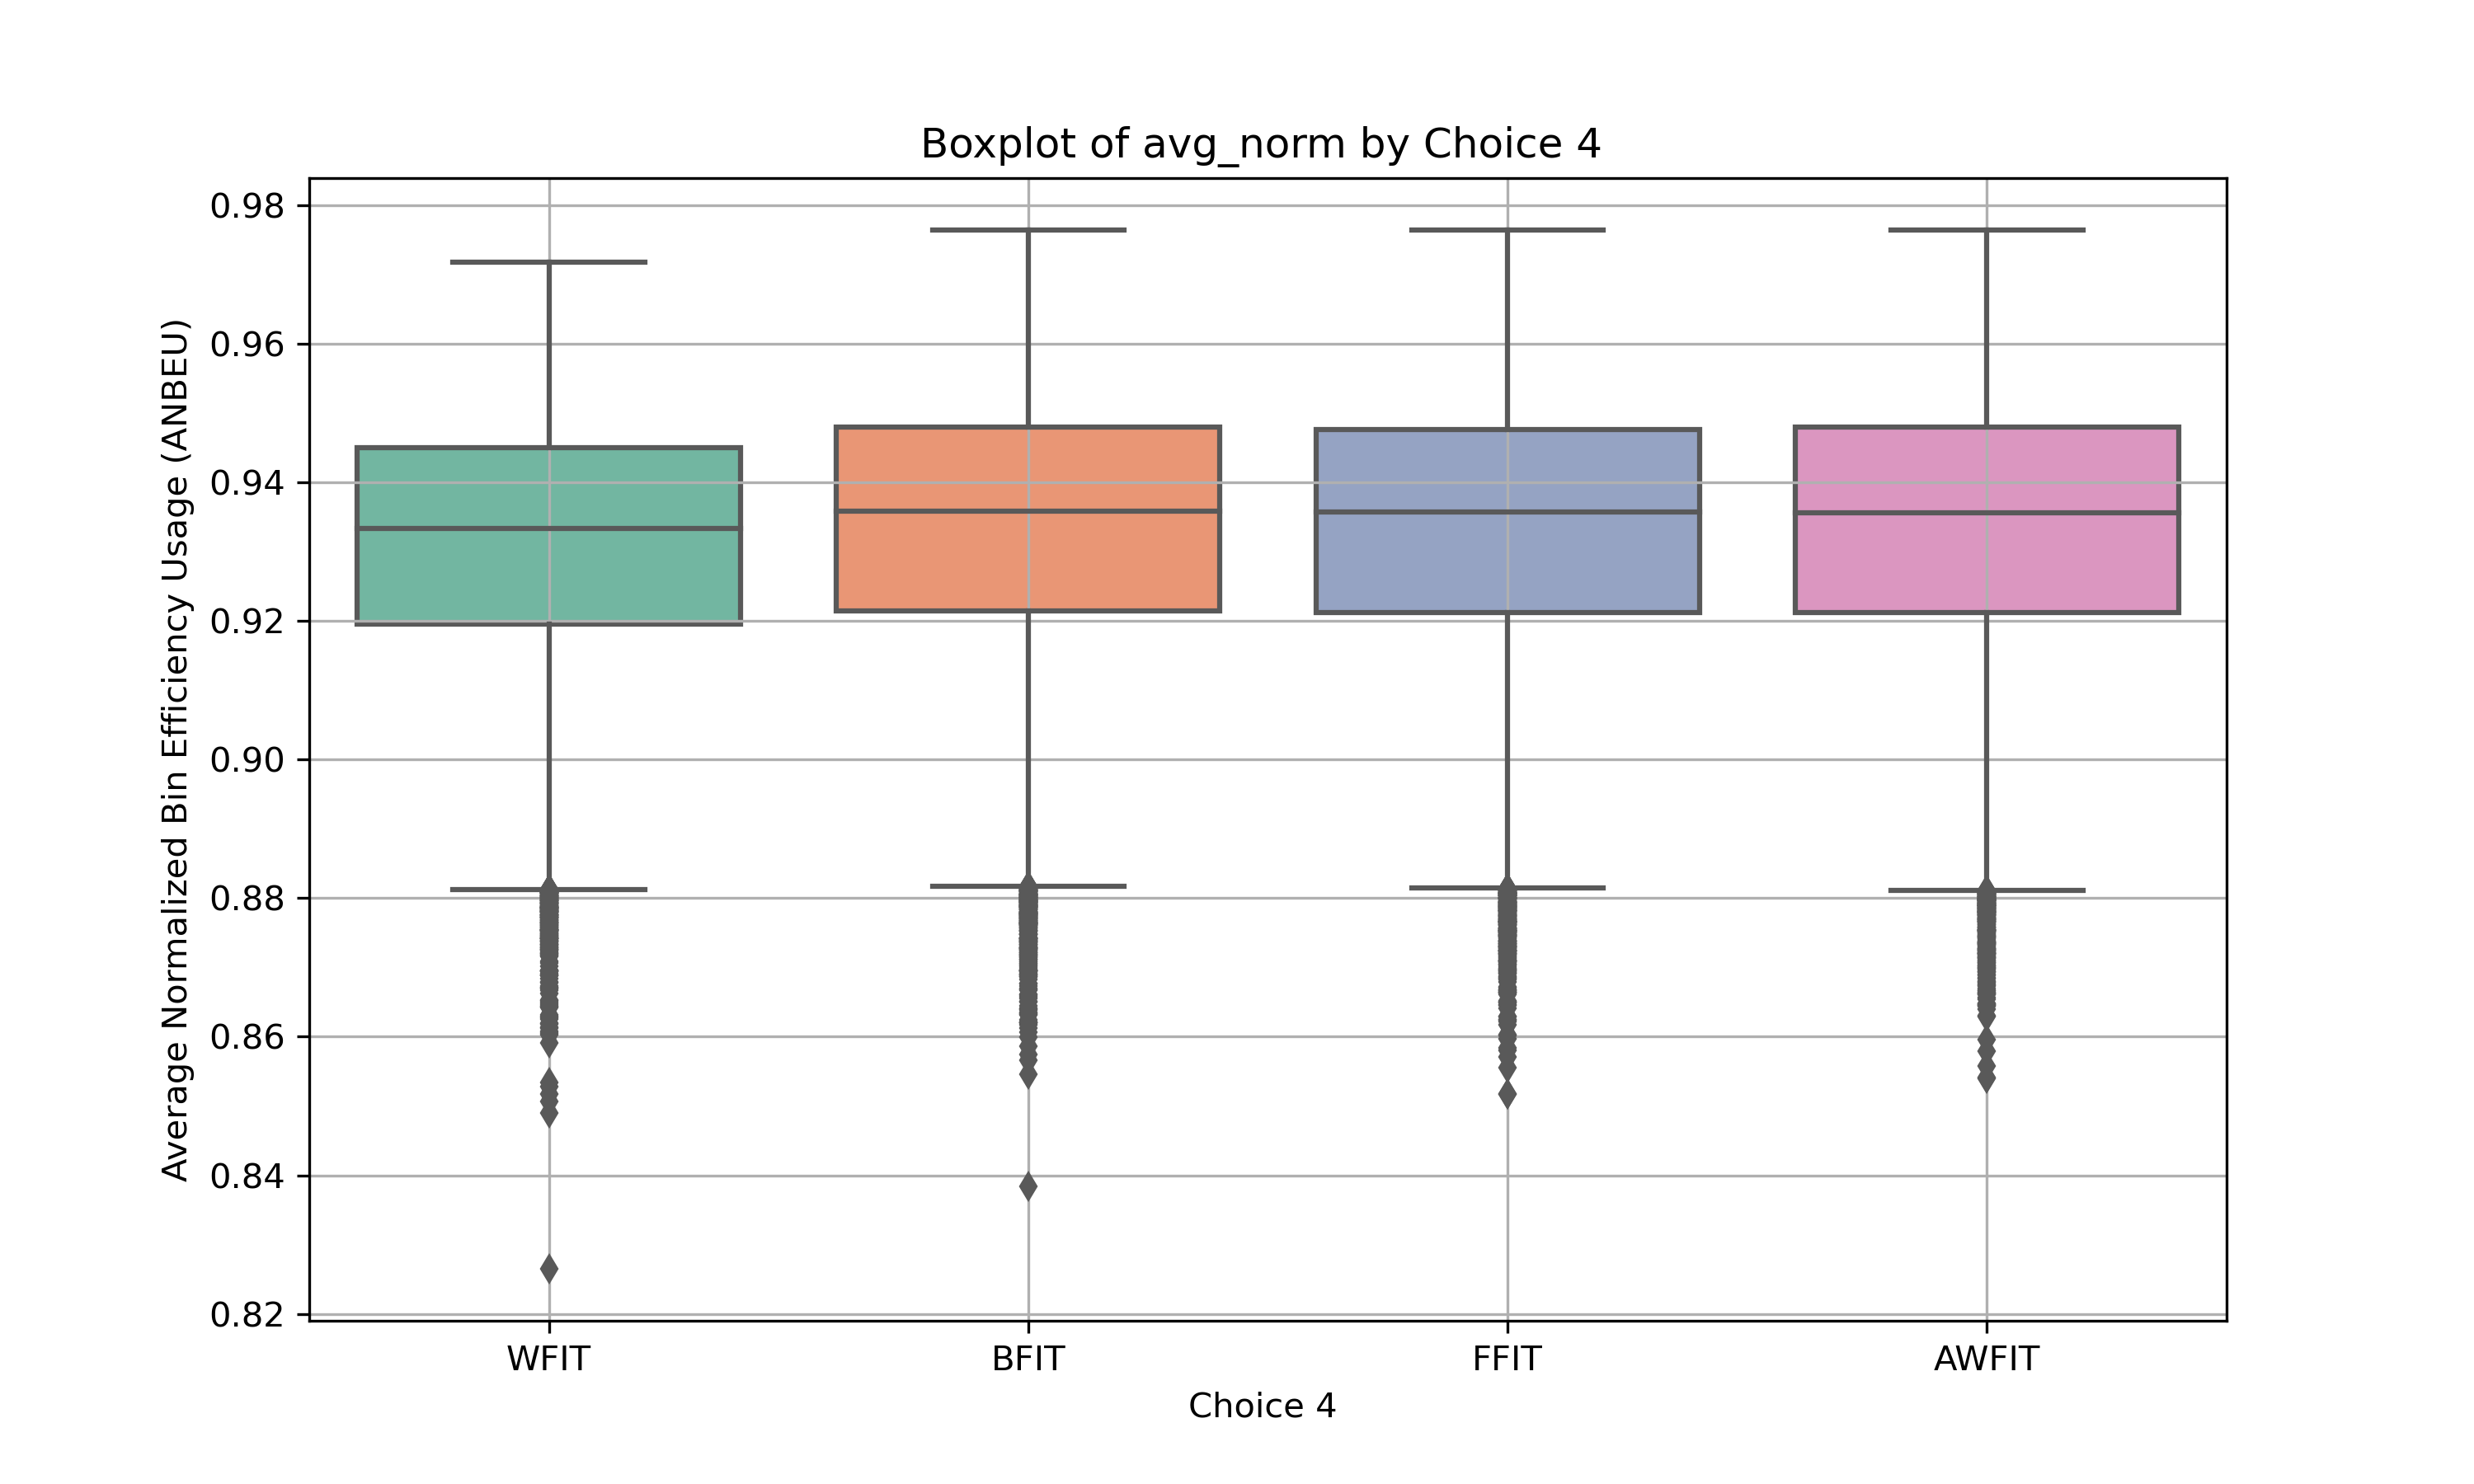 Boxplot of avg_norm by Choice 4
Average Normalized Bin Efficiency Usage (ANBEU)
0.98
0.96
0.94
0.92
0.90
0.88
0.86
0.84
0.82
WFIT BFIT FFIT AWFIT
Choice 4